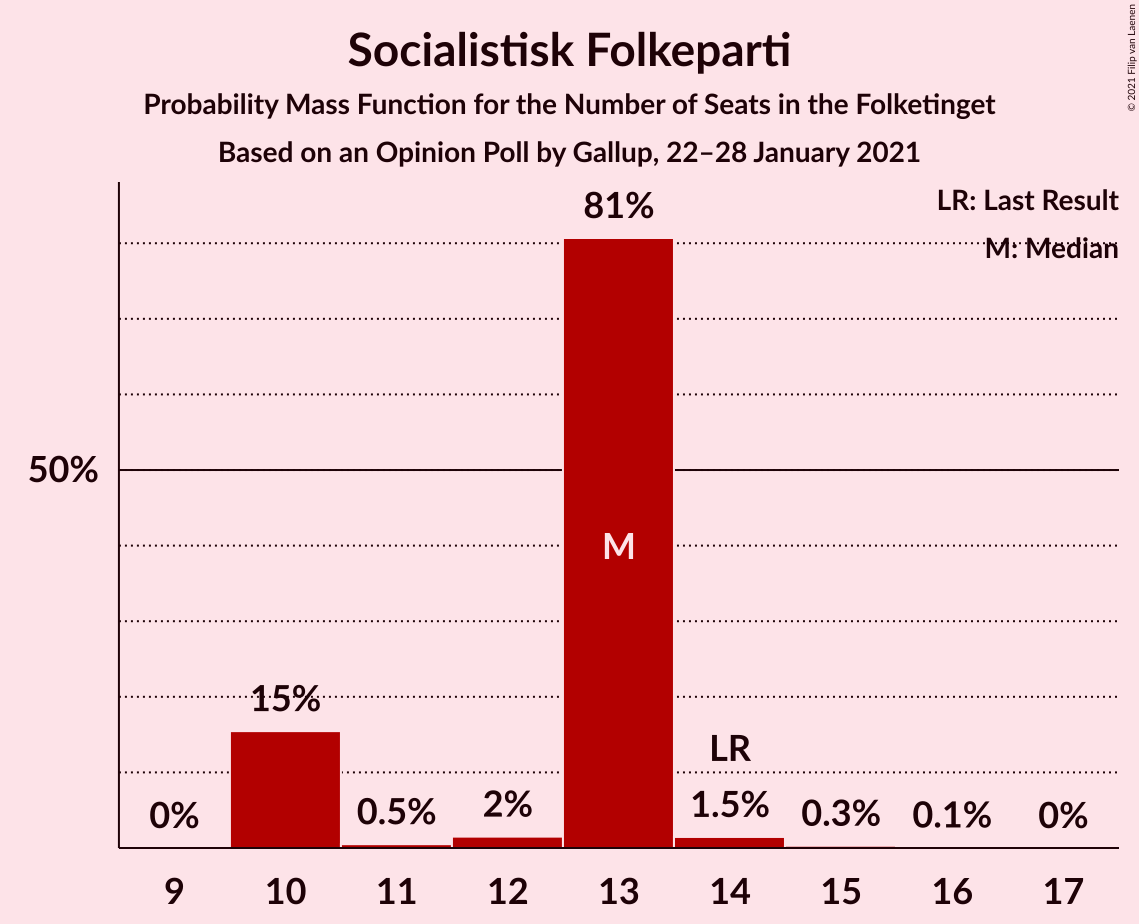 Socialistisk Folkeparti
Probability Mass Function for the Number of Seats in the Folketinget
Based on an Opinion Poll by Gallup, 22–28 January 2021
© 2021 Filip van Laenen
LR: Last Result
M: Median
81%
50%
M
15%
LR
0%
0.5%
2%
1.5%
0.3%
0.1%
0%
9 10 11 12 13 14 15 16 17